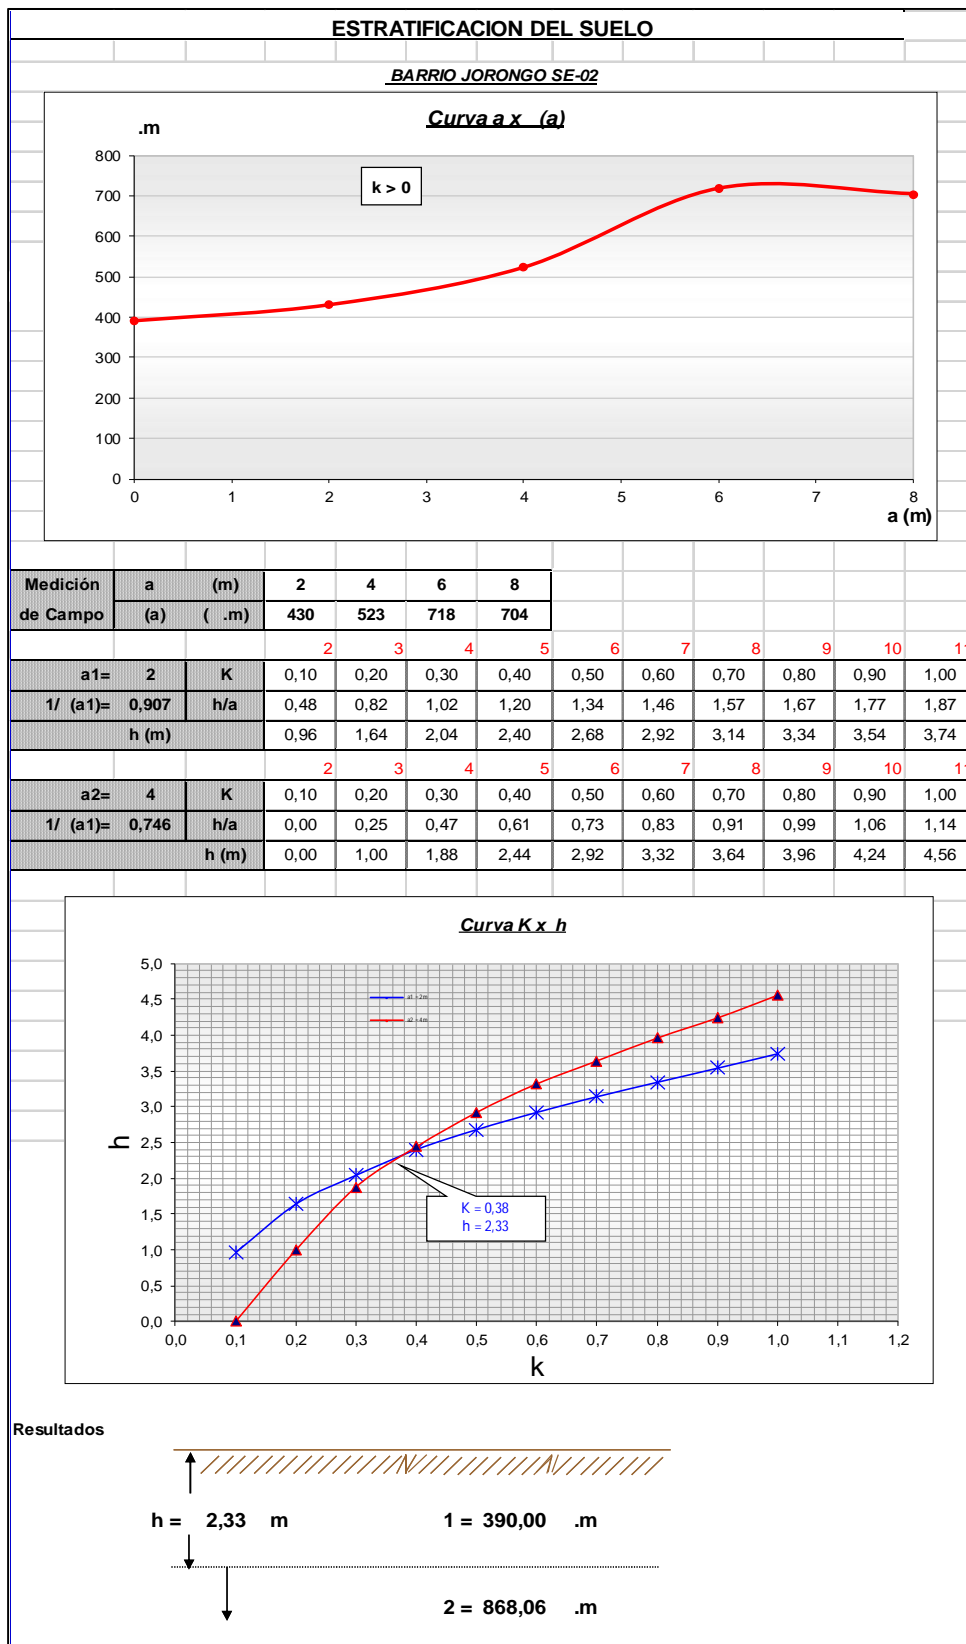 ESTRATIFICACION DEL SUELO
BARRIO JORONGO SE-02
Curva a x (a)
.m
k > 0
800
700
600
500
400
300
200
100
0
0 1 2 3 4 5 6 7 8
a (m)
Medición a (m) 2 4 6 8
de Campo (a) ( .m) 430 523 718 704
2 3 4 5 6 7 8 9 10 11
a1= 2 K 0,10 0,20 0,30 0,40 0,50 0,60 0,70 0,80 0,90 1,00
1/ (a1)= 0,907 h/a 0,48 0,82 1,02 1,20 1,34 1,46 1,57 1,67 1,77 1,87
h (m) 0,96 1,64 2,04 2,40 2,68 2,92 3,14 3,34 3,54 3,74
2 3 4 5 6 7 8 9 10 11
a2= 4 K 0,10 0,20 0,30 0,40 0,50 0,60 0,70 0,80 0,90 1,00
1/ (a1)= 0,746 h/a 0,00 0,25 0,47 0,61 0,73 0,83 0,91 0,99 1,06 1,14
h (m) 0,00 1,00 1,88 2,44 2,92 3,32 3,64 3,96 4,24 4,56
Curva K x h
5,0
4,5
4,0
3,5
3,0
2,5
2,0
1,5
1,0
0,5
0,0
h
a1 = 2m
a2 = 4m
K = 0,38
h = 2,33
0,0 0,1 0,2 0,3 0,4 0,5 0,6 0,7 0,8 0,9 1,0 1,1 1,2
k
Resultados
h = 2,33 m 1 = 390,00 .m
2 = 868,06 .m